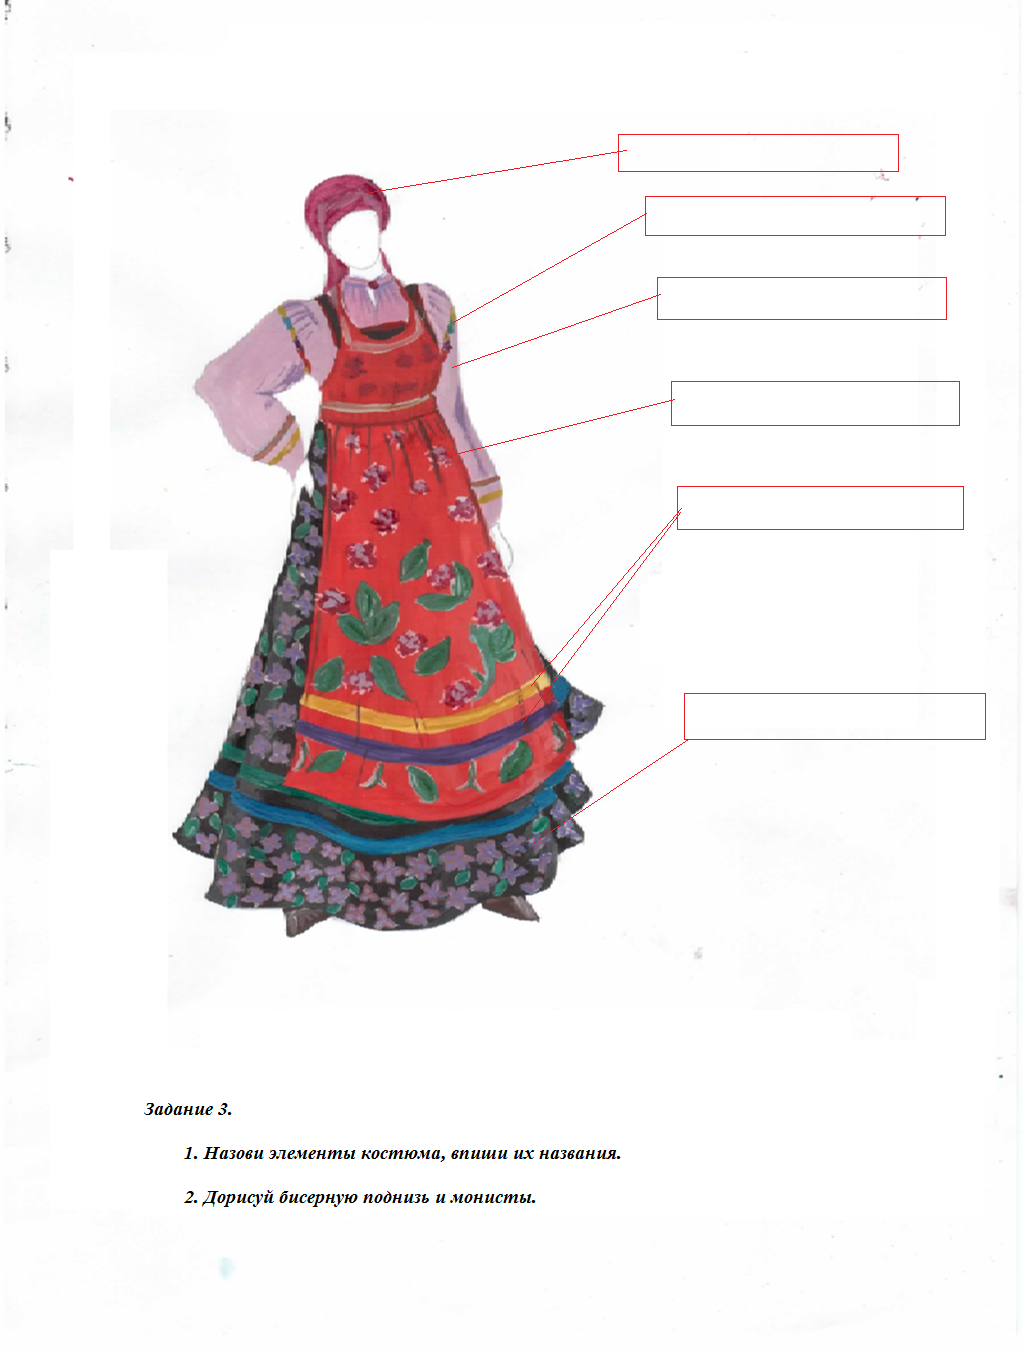 Задание 3.
1. Назови элементы костюма, впиши их названия.
2. Дорисуй бисерную поднизь и монисты.